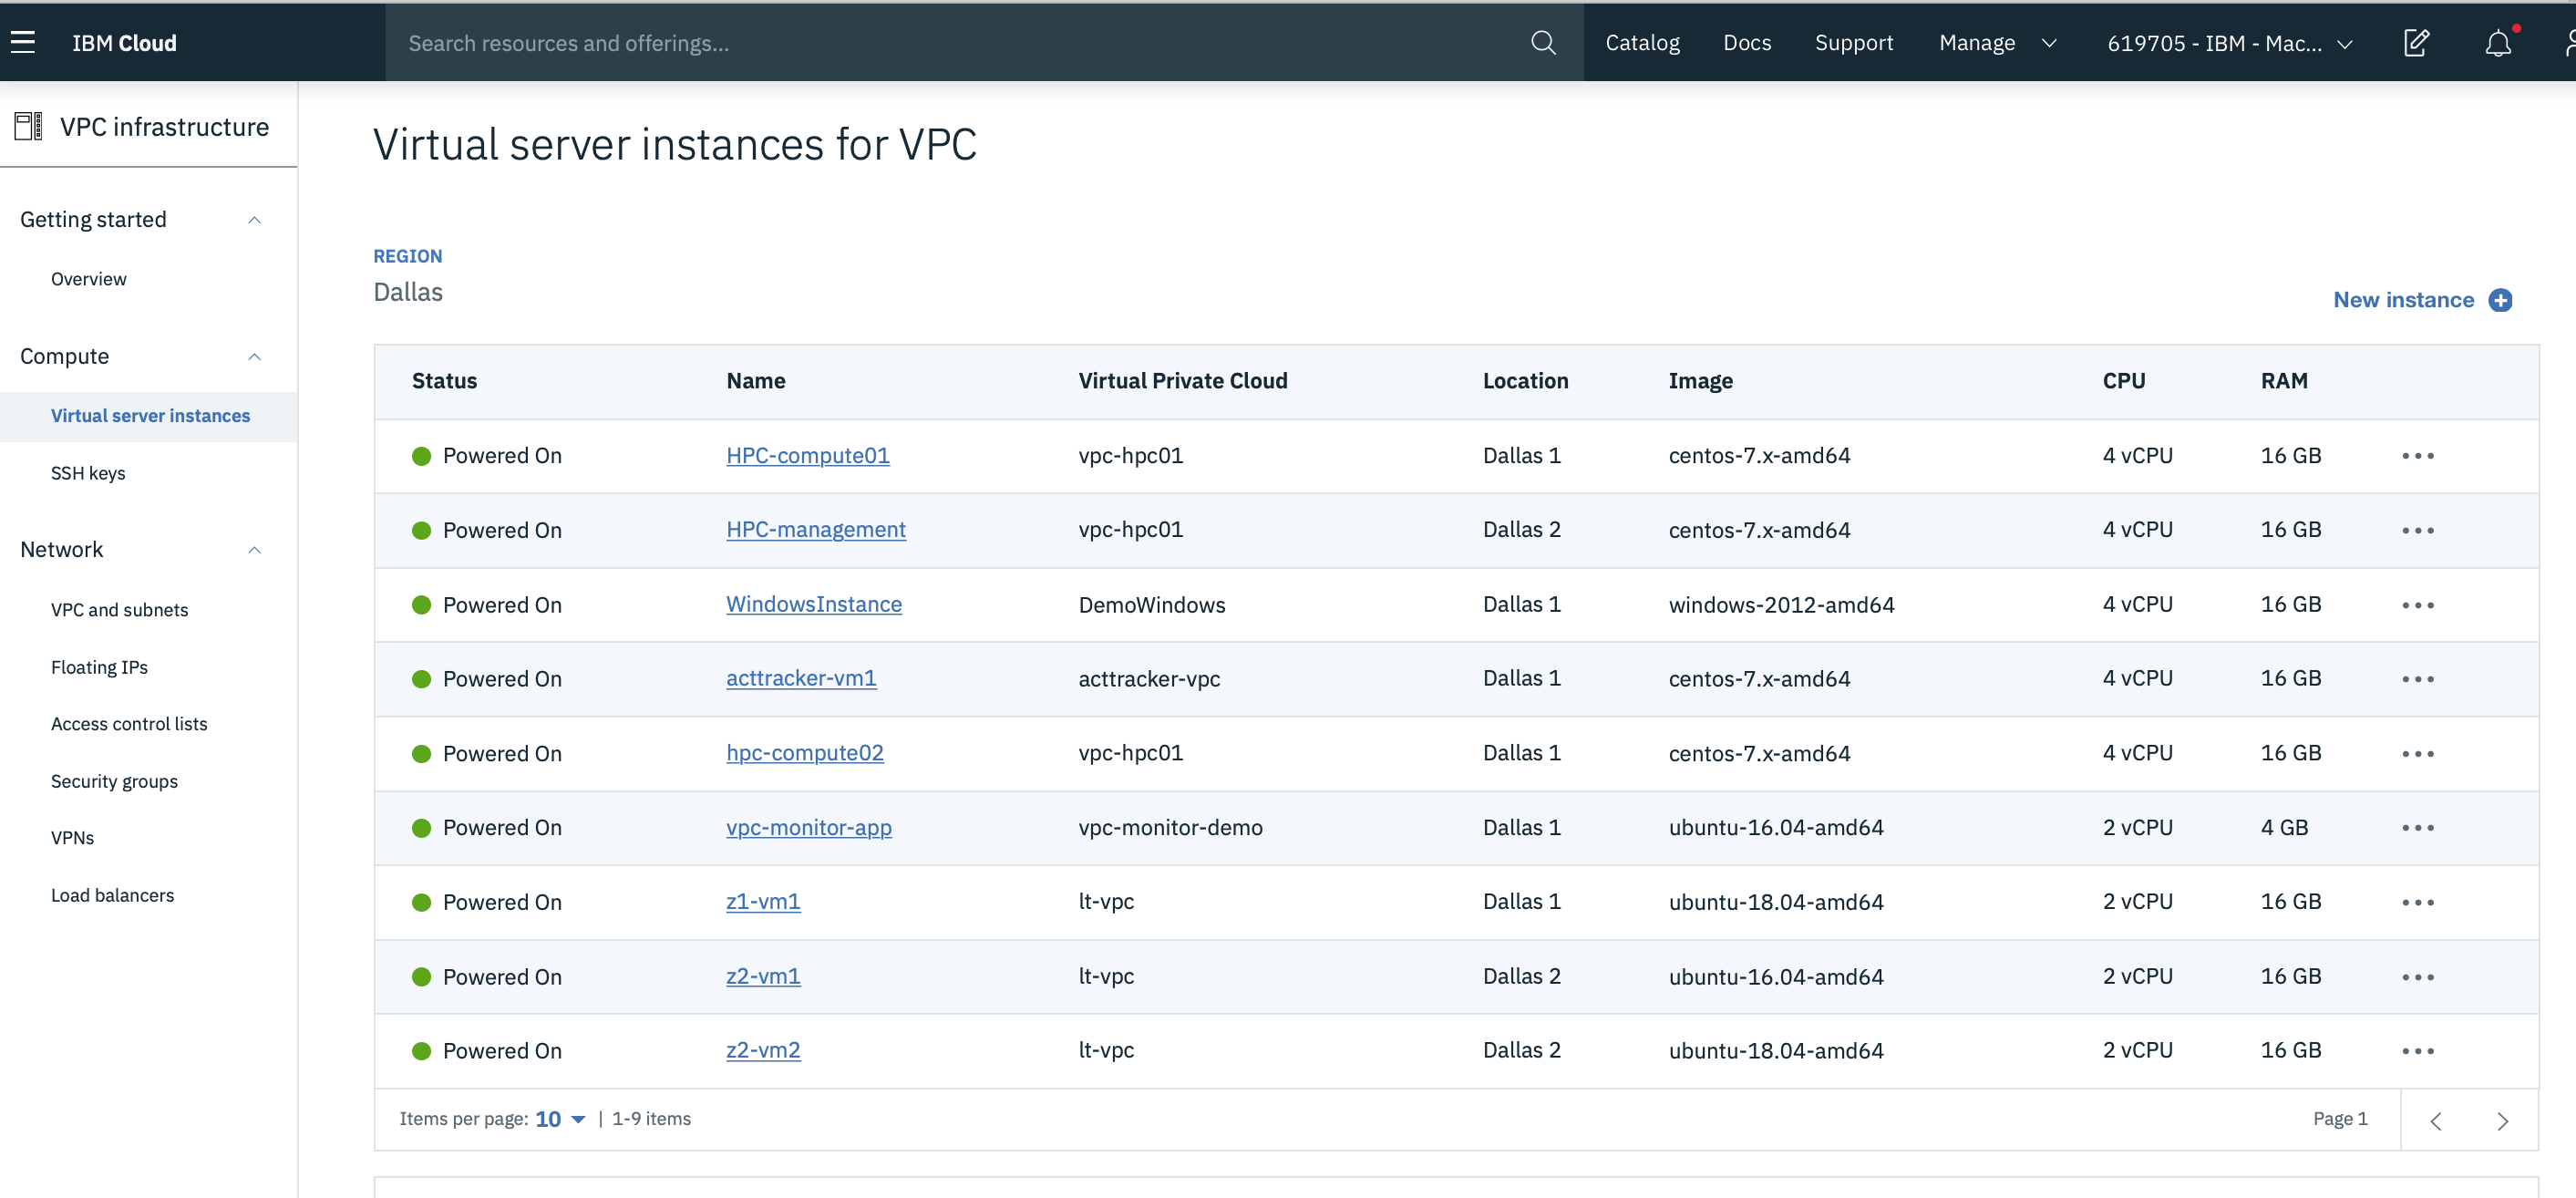 IBM Cloud Search resources and offerings... Catalog Docs Support Manage 619705 - IBM - Mac...
VPC infrastructure
Getting started
Overview
Compute
Virtual server instances
SSH keys
Network
VPC and subnets
Floating IPs
Access control lists
Security groups
VPNs
Load balancers
Virtual server instances for VPC
REGION
Dallas
New instance
Status Name Virtual Private Cloud Location Image CPU RAM
Powered On HPC-compute01 vpc-hpc01 Dallas 1 centos-7.x-amd64 4 vCPU 16 GB
Powered On HPC-management vpc-hpc01 Dallas 2 centos-7.x-amd64 4 vCPU 16 GB
Powered On WindowsInstance DemoWindows Dallas 1 windows-2012-amd64 4 vCPU 16 GB
Powered On acttracker-vm1 acttracker-vpc Dallas 1 centos-7.x-amd64 4 vCPU 16 GB
Powered On hpc-compute02 vpc-hpc01 Dallas 1 centos-7.x-amd64 4 vCPU 16 GB
Powered On vpc-monitor-app vpc-monitor-demo Dallas 1 ubuntu-16.04-amd64 2 vCPU 4 GB
Powered On z1-vm1 lt-vpc Dallas 1 ubuntu-18.04-amd64 2 vCPU 16 GB
Powered On z2-vm1 lt-vpc Dallas 2 ubuntu-16.04-amd64 2 vCPU 16 GB
Powered On z2-vm2 lt-vpc Dallas 2 ubuntu-18.04-amd64 2 vCPU 16 GB
Items per page: 10 | 1-9 items Page 1